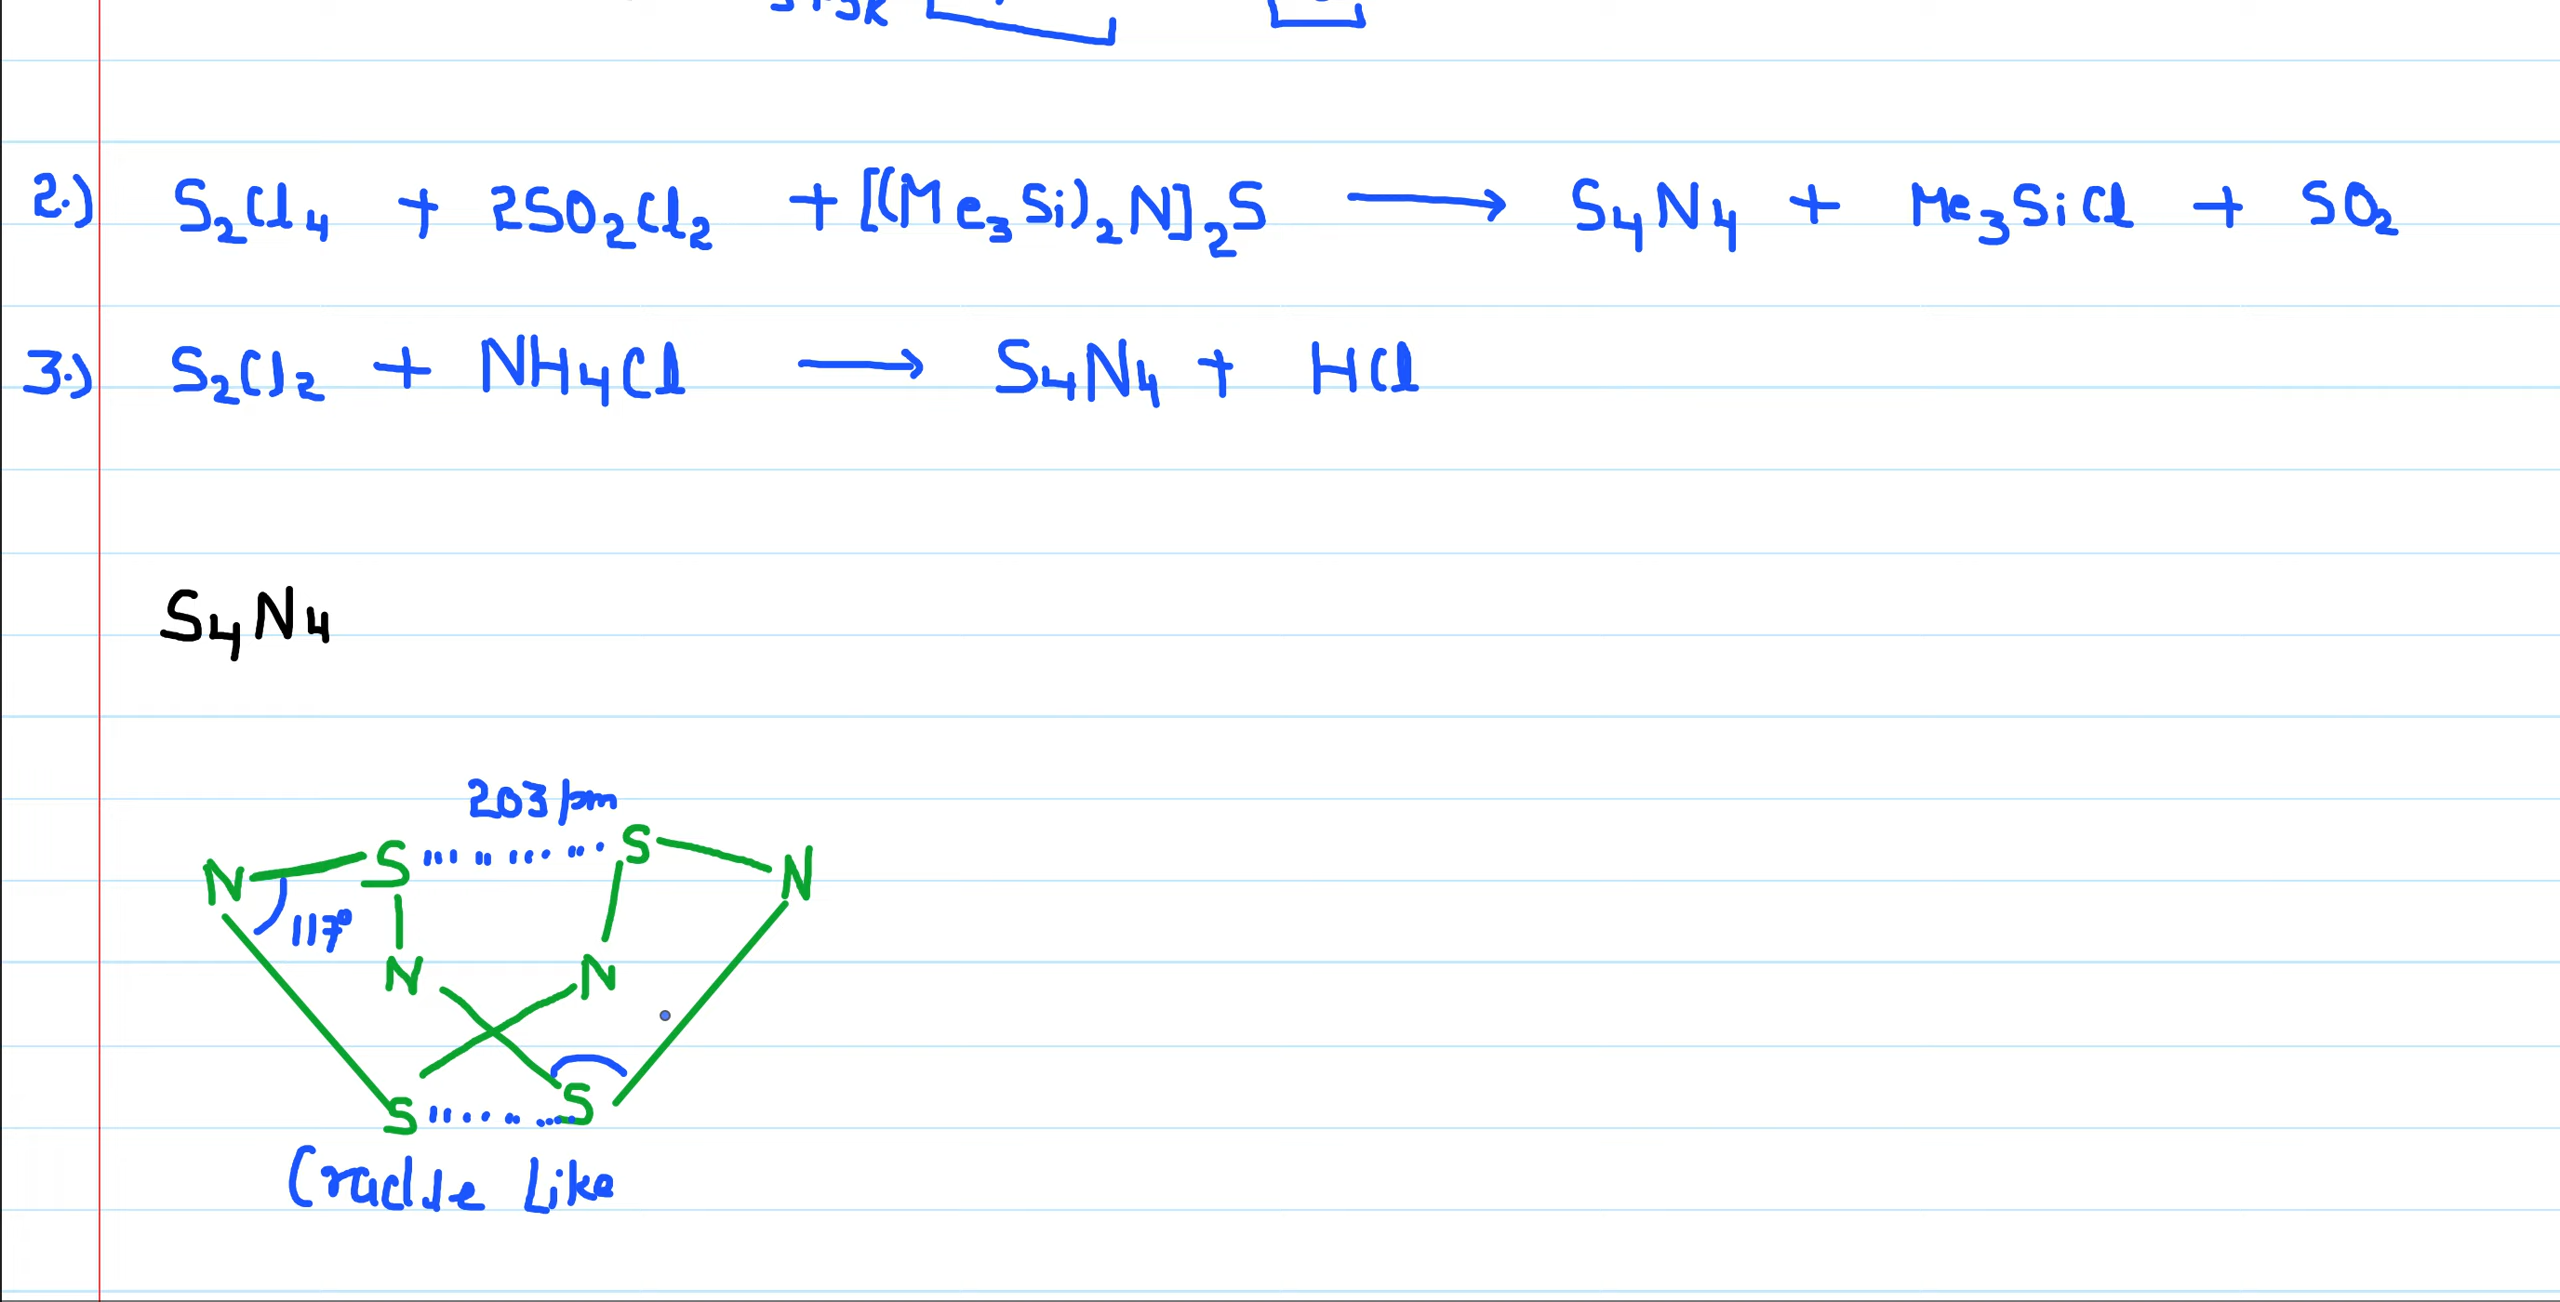 2.) S₂Cl₄ + 2SO₂Cl₂ + [(Me₃Si)₂N]₂S ⟶ S₄N₄ + Me₃SiCl + SO₂
3.) S₂Cl₂ + NH₄Cl ⟶ S₄N₄ + HCl
S₄N₄
203 pm
N S S N
117°
N N
S S
Cradle Like